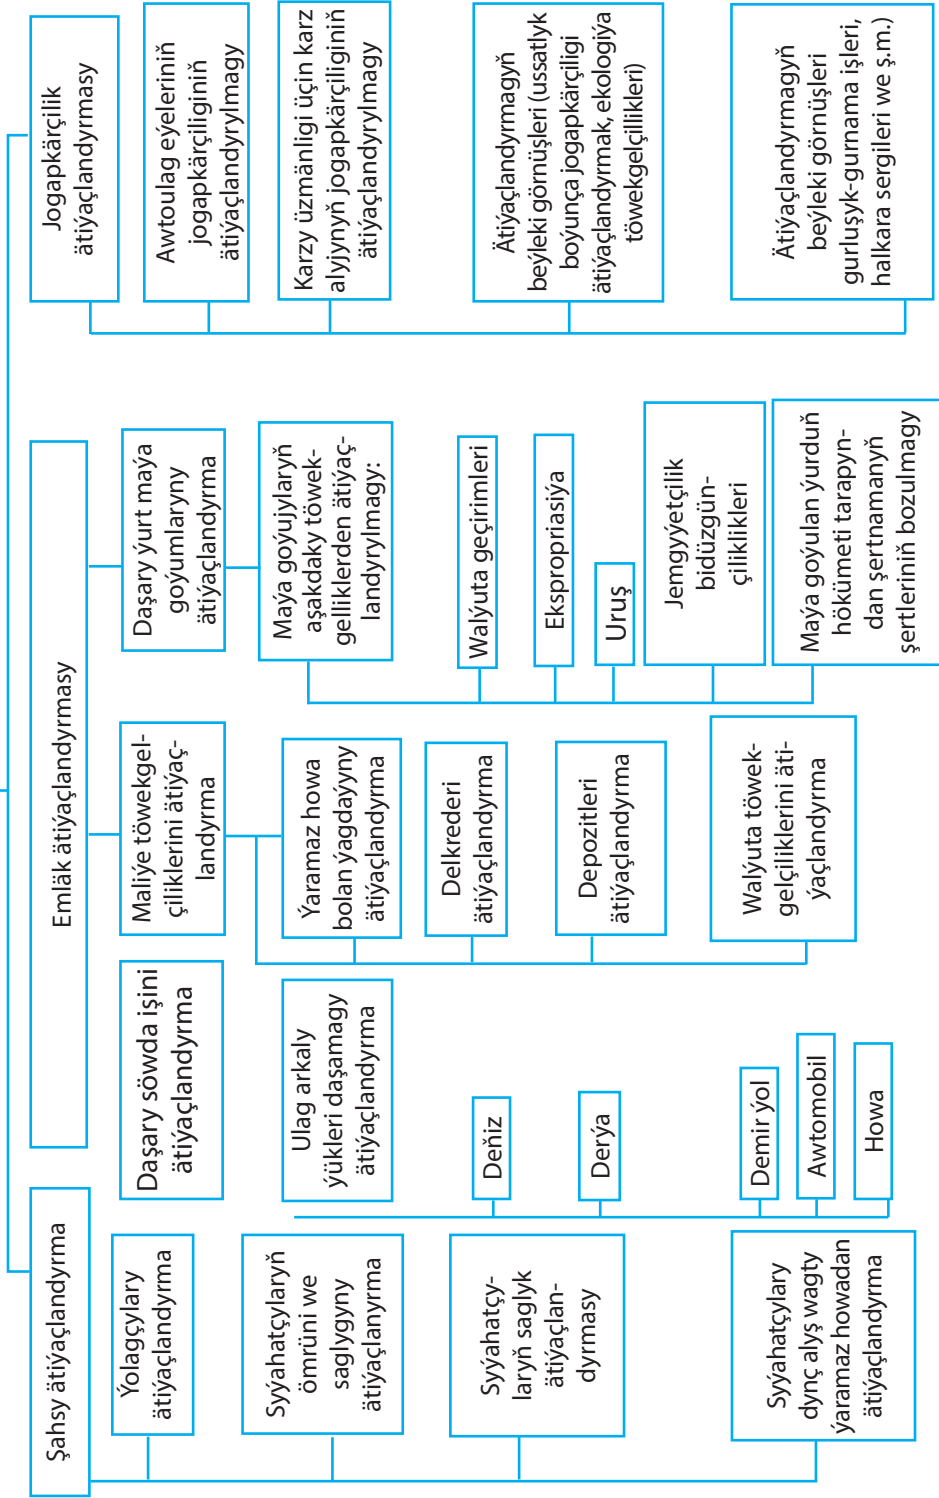 Şahsy ätiýaçlandyrma
Ýolagçylary
ätiýaçlandyrma
Syýahatçylaryň
ömrüni we
saglygyny
ätiýaçlanyrma
Syýahatçy-
laryň saglyk
ätiýaçlan-
dyrmasy
Syýahatçylary
dynç alyş wagty
ýaramaz howadan
ätiýaçlandyrma
Emläk ätiýaçlandyrmasy
Daşary söwda işini
ätiýaçlandyrma
Ulag arkaly
ýükleri daşamagy
ätiýaçlandyrma
Deňiz
Derýa
Demir ýol
Awtomobil
Howa
Maliýe töwekgel-
çiliklerini ätiýaç-
landyrma
Ýaramaz howa
bolan ýagdaýyny
ätiýaçlandyrma
Delkrederi
ätiýaçlandyrma
Depozitleri
ätiýaçlandyrma
Walýuta töwek-
gelçiliklerini äti-
ýaçlandyrma
Daşary ýurt maýa
goýumlaryny
ätiýaçlandyrma
Maýa goýujylaryň
aşakdaky töwek-
gelliklerden ätiýaç-
landyrylmagy:
Walýuta geçirimleri
Ekspropriasiýa
Uruş
Jemgyýetçilik
bidüzgün-
çilikleri
Maýa goýulan ýurduň
hökümeti tarapyn-
dan şertnamanyň
şertleriniň bozulmagy
Jogapkärçilik
ätiýaçlandyrmasy
Awtoulag eýeleriniň
jogapkärçiliginiň
ätiýaçlandyrylmagy
Karzy üzmänligi üçin karz
alyjynyň jogapkärçiliginiň
ätiýaçlandyrylmagy
Ätiýaçlandyrmagyň
beýleki görnüşleri (ussatlyk
boýunça jogapkärçiligi
ätiýaçlandyrmak, ekologiýa
töwekgelçillikleri)
Ätiýaçlandyrmagyň
beýleki görnüşleri
gurluşyk-gurnama işleri,
halkara sergileri we ş.m.)